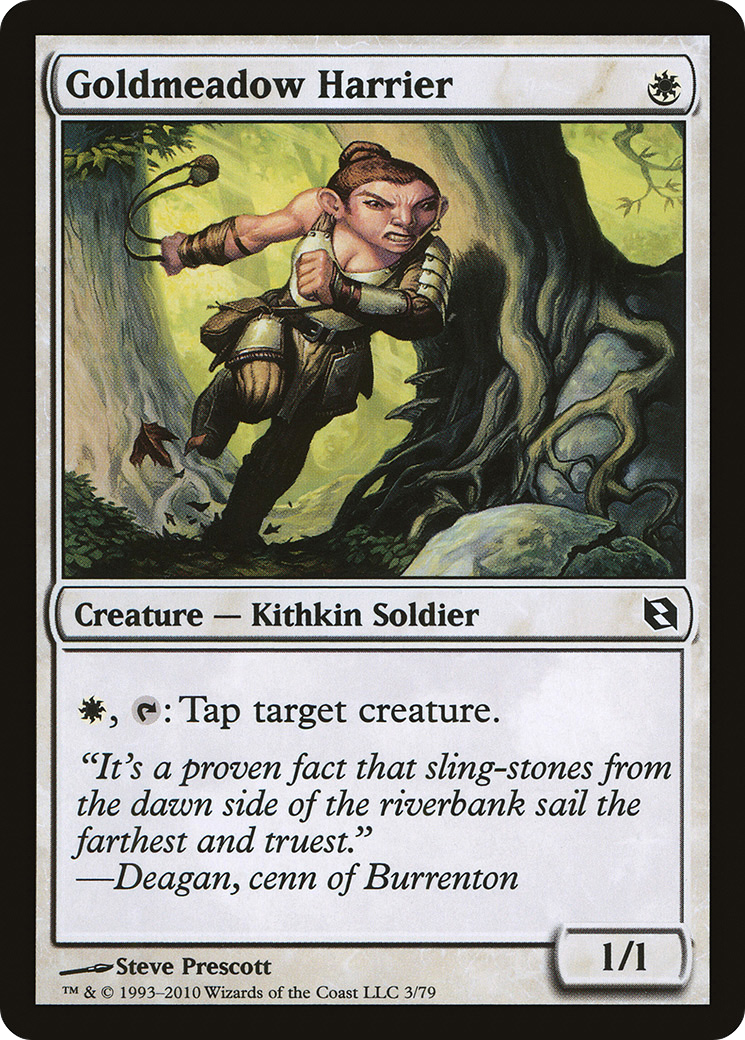 Goldmeadow Harrier
Creature — Kithkin Soldier
, : Tap target creature.
“It’s a proven fact that sling-stones from
the dawn side of the riverbank sail the
farthest and truest.”
—Deagan, cenn of Burrenton
1/1
Steve Prescott
™ & © 1993–2010 Wizards of the Coast LLC 3/79